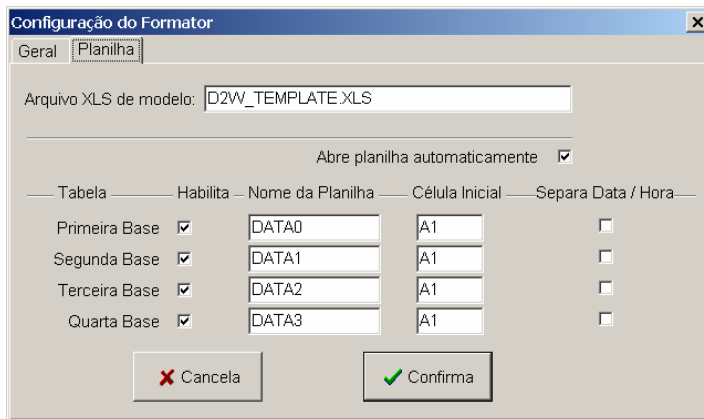 Configuração do Formator
Geral Planilha
Arquivo XLS de modelo: D2W_TEMPLATE.XLS
Abre planilha automaticamente
Tabela Habilita Nome da Planilha Célula Inicial Separa Data / Hora
Primeira Base DATA0 A1
Segunda Base DATA1 A1
Terceira Base DATA2 A1
Quarta Base DATA3 A1
Cancela Confirma